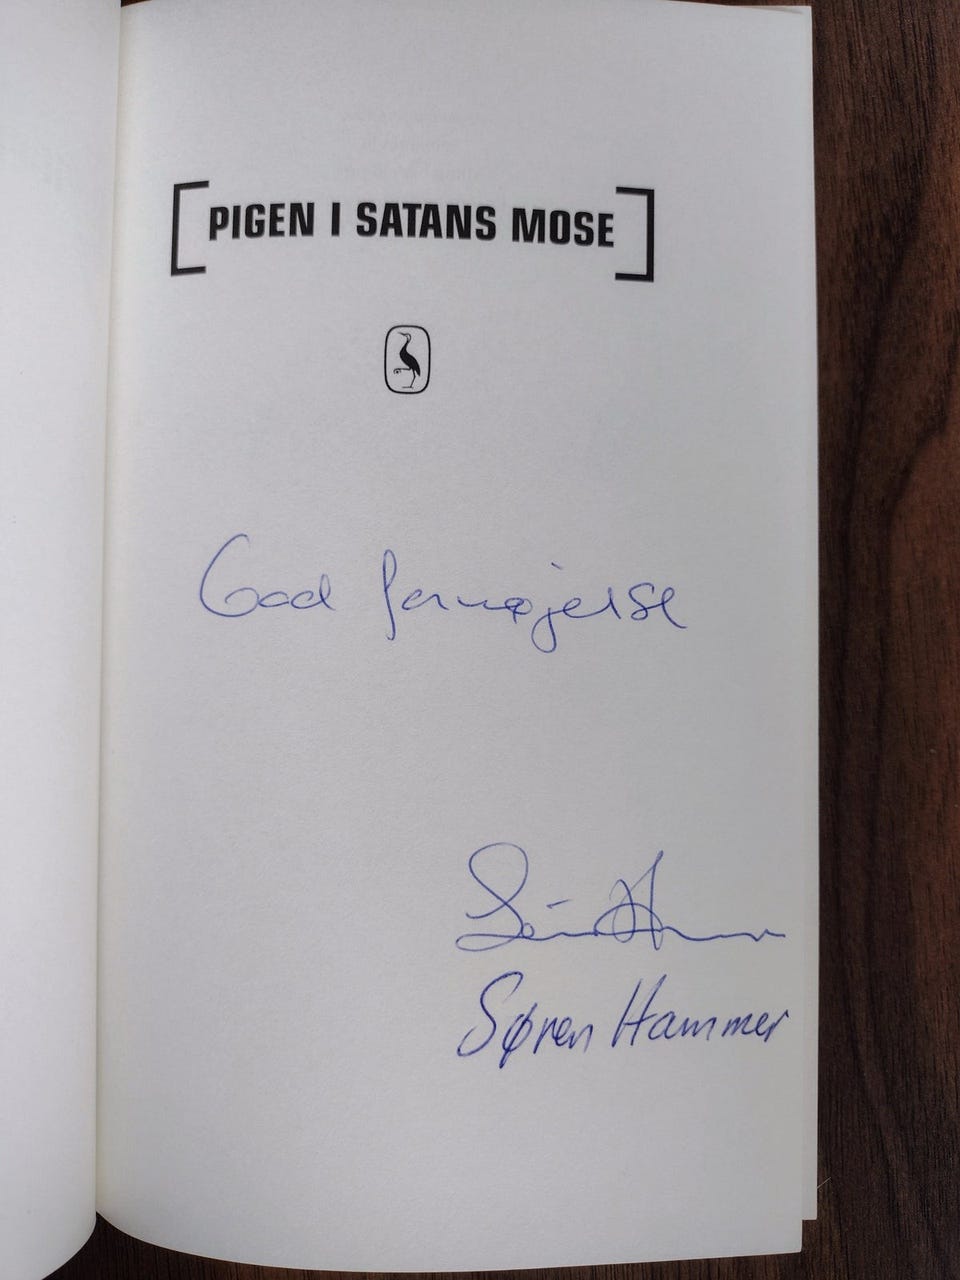 [PIGEN I SATANS MOSE]
God fornøjelse
Søren Hammer